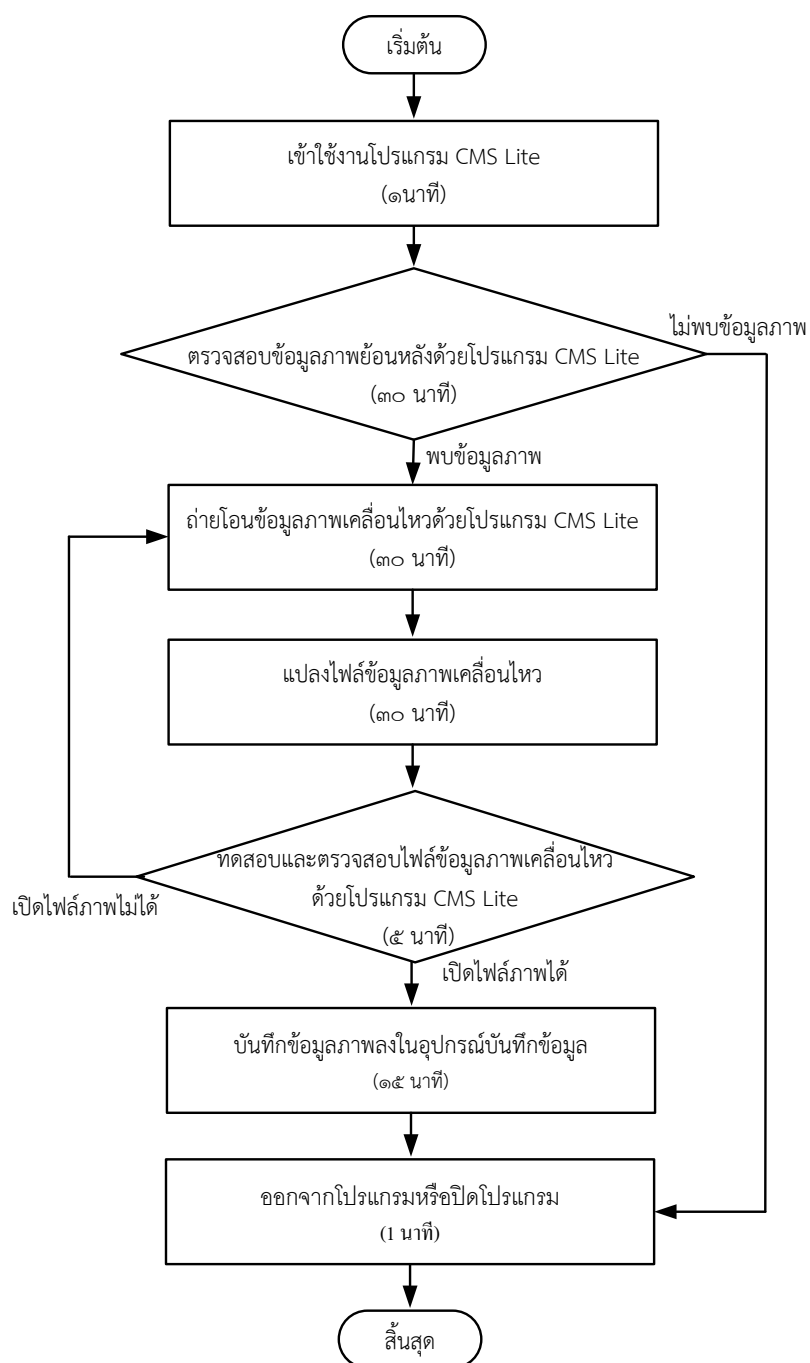 เริ่มต้น
เข้าใช้งานโปรแกรม CMS Lite
(๑นาที)
ไม่พบข้อมูลภาพ
ตรวจสอบข้อมูลภาพย้อนหลังด้วยโปรแกรม CMS Lite
(๓๐ นาที)
พบข้อมูลภาพ
ถ่ายโอนข้อมูลภาพเคลื่อนไหวด้วยโปรแกรม CMS Lite
(๓๐ นาที)
แปลงไฟล์ข้อมูลภาพเคลื่อนไหว
(๓๐ นาที)
ทดสอบและตรวจสอบไฟล์ข้อมูลภาพเคลื่อนไหว
ด้วยโปรแกรม CMS Lite
(๕ นาที)
เปิดไฟล์ภาพไม่ได้
เปิดไฟล์ภาพได้
บันทึกข้อมูลภาพลงในอุปกรณ์บันทึกข้อมูล
(๑๕ นาที)
ออกจากโปรแกรมหรือปิดโปรแกรม
(1 นาที)
สิ้นสุด